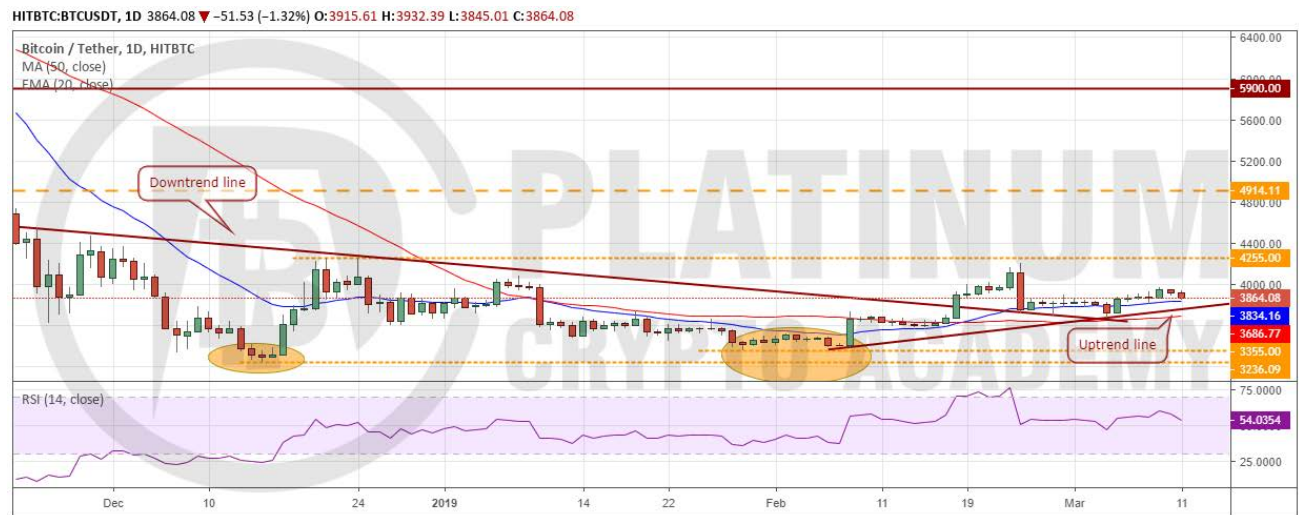 HITBTC:BTCUSDT, 1D 3864.08 ▼ −51.53 (−1.32%) O:3915.61 H:3932.39 L:3845.01 C:3864.08
Bitcoin / Tether, 1D, HITBTC
MA (50, close)
EMA (20, close)
6400.00
5900.00
5600.00
5200.00
Downtrend line
4914.11
4800.00
4400.00
4255.00
4000.00
3864.08
3834.16
3686.77
Uptrend line
3355.00
3236.09
PLATINUM
CRYPTO ACADEMY
RSI (14, close)
75.0000
54.0354
25.0000
Dec 10 24 2019 14 22 Feb 11 19 Mar 11